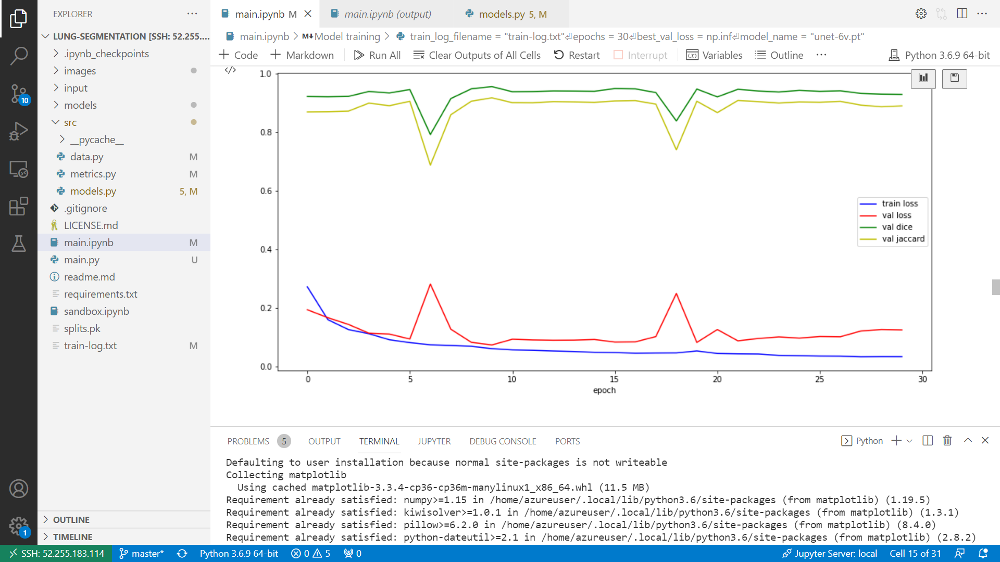 EXPLORER
LUNG-SEGMENTATION [SSH: 52.255....
.ipynb_checkpoints
images
input
models
src
__pycache__
data.py M
metrics.py M
models.py 5, M
.gitignore
LICENSE.md
main.ipynb M
main.py U
readme.md
requirements.txt
sandbox.ipynb
splits.pk
train-log.txt M
OUTLINE
TIMELINE
10
1
main.ipynb M
main.ipynb (output)
models.py 5, M
main.ipynb > M↓Model training > train_log_filename = "train-log.txt"⏎epochs = 30⏎best_val_loss = np.inf⏎model_name = "unet-6v.pt"
+ Code + Markdown Run All Clear Outputs of All Cells Restart Interrupt Variables Outline ... Python 3.6.9 64-bit
</>
1.0
0.8
0.6
0.4
0.2
0.0
train loss
val loss
val dice
val jaccard
0 5 10 15 20 25 30
epoch
PROBLEMS 5 OUTPUT TERMINAL JUPYTER DEBUG CONSOLE PORTS Python
Defaulting to user installation because normal site-packages is not writeable
Collecting matplotlib
Using cached matplotlib-3.3.4-cp36-cp36m-manylinux1_x86_64.whl (11.5 MB)
Requirement already satisfied: numpy>=1.15 in /home/azureuser/.local/lib/python3.6/site-packages (from matplotlib) (1.19.5)
Requirement already satisfied: kiwisolver>=1.0.1 in /home/azureuser/.local/lib/python3.6/site-packages (from matplotlib) (1.3.1)
Requirement already satisfied: pillow>=6.2.0 in /home/azureuser/.local/lib/python3.6/site-packages (from matplotlib) (8.4.0)
Requirement already satisfied: python-dateutil>=2.1 in /home/azureuser/.local/lib/python3.6/site-packages (from matplotlib) (2.8.2)
SSH: 52.255.183.114 master* Python 3.6.9 64-bit 0 5 0 Jupyter Server: local Cell 15 of 31